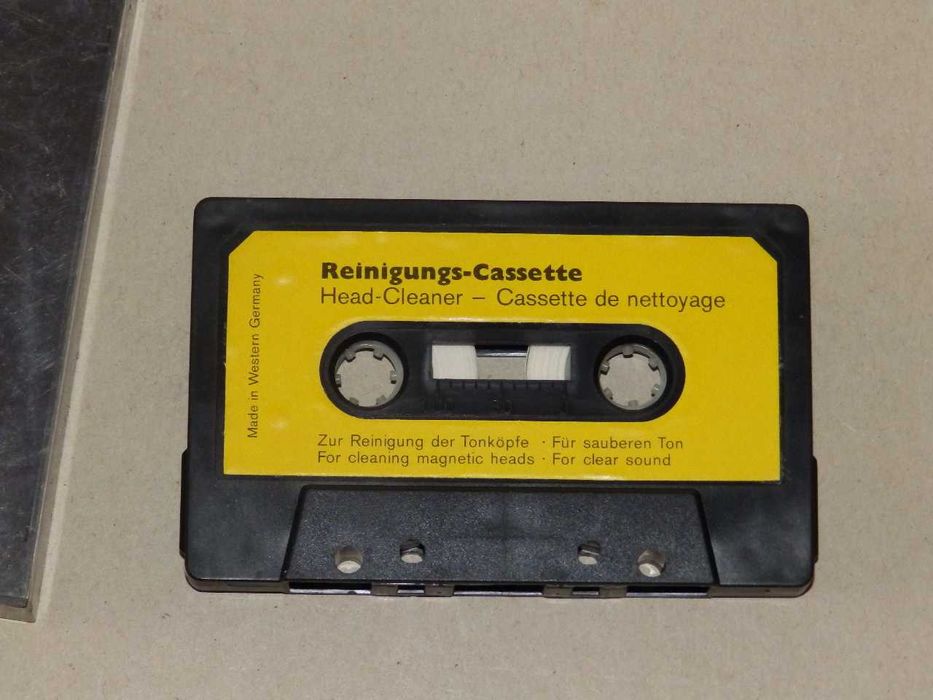 Reinigungs-Cassette
Head-Cleaner – Cassette de nettoyage
Made in Western Germany
Zur Reinigung der Tonköpfe · Für sauberen Ton
For cleaning magnetic heads · For clear sound